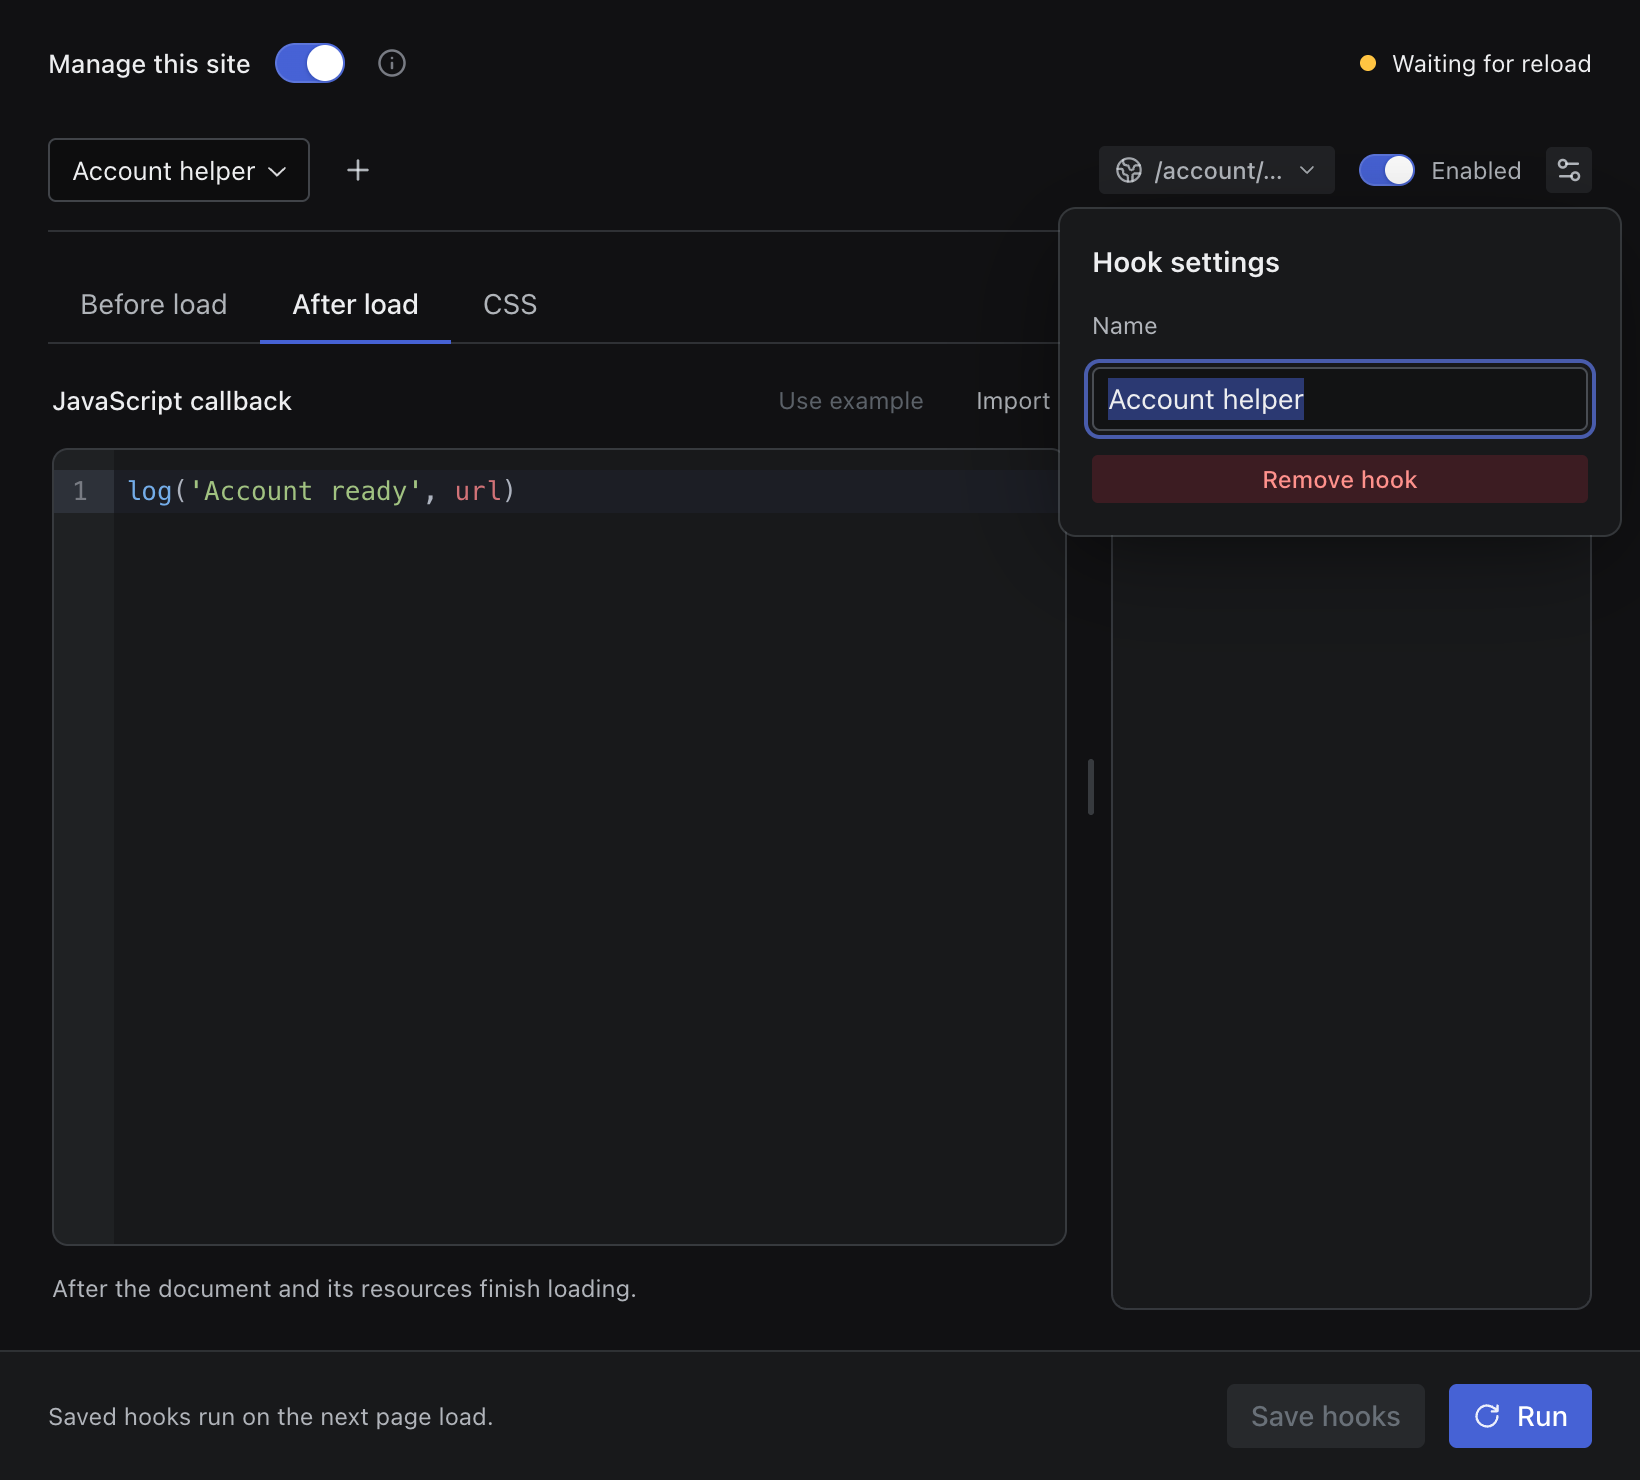 Manage this site
Waiting for reload
Account helper
/account/...
Enabled
Hook settings
Name
Account helper
Remove hook
Before load
After load
CSS
JavaScript callback
Use example
Import
1
log('Account ready', url)
After the document and its resources finish loading.
Saved hooks run on the next page load.
Save hooks
Run